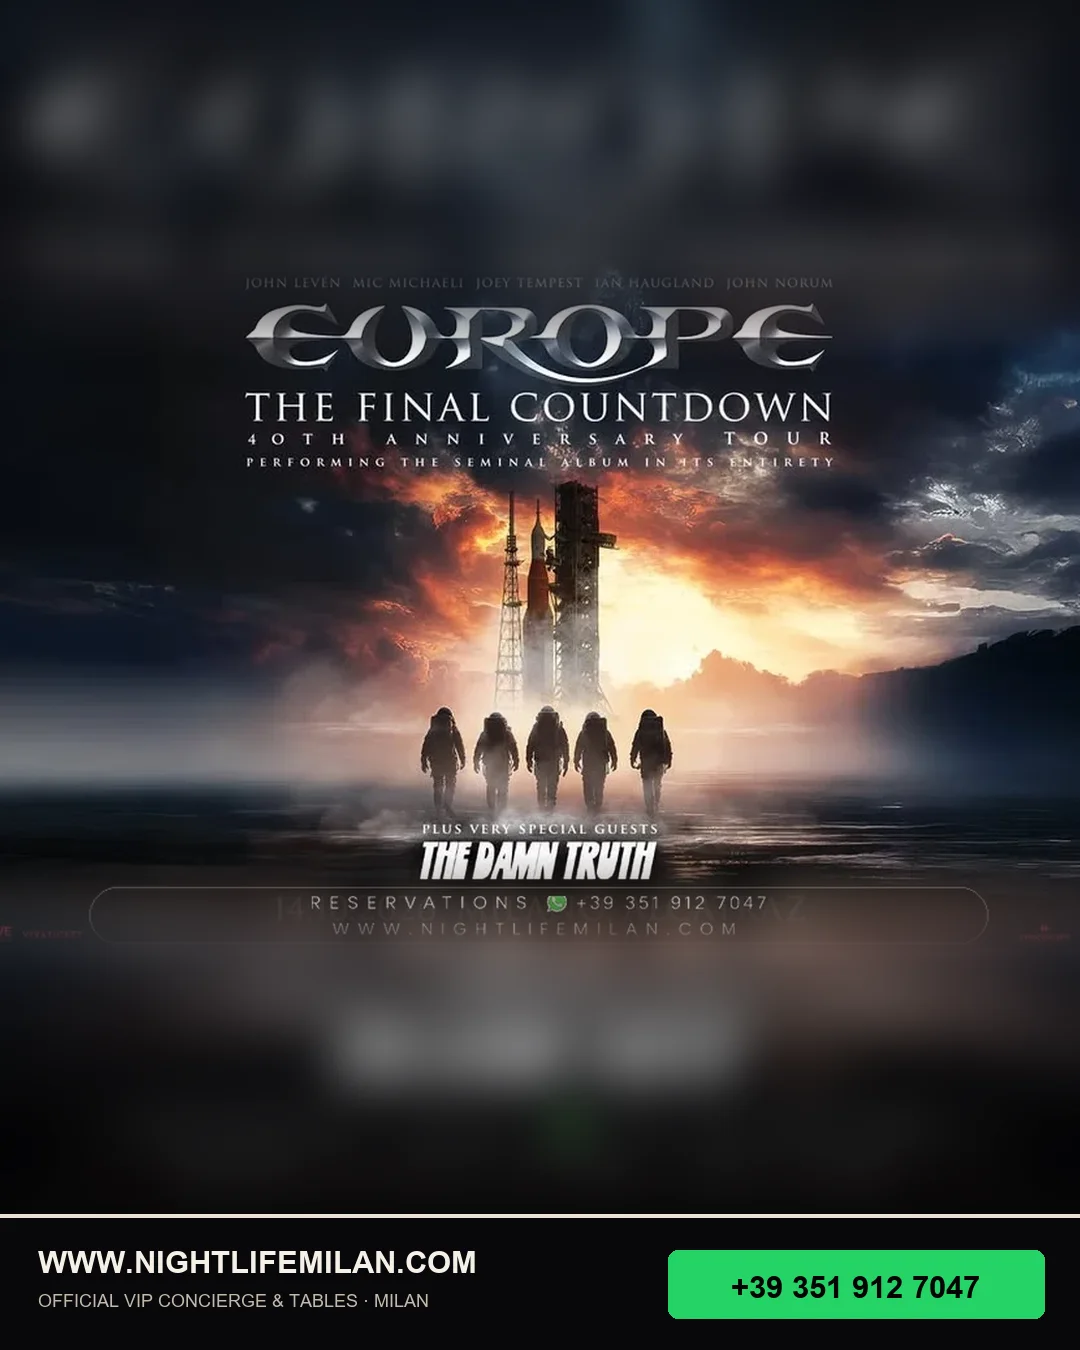 JOHN LEVÉN MIC MICHAELI JOEY TEMPEST IAN HAUGLAND JOHN NORUM
EUROPE
THE FINAL COUNTDOWN
40TH ANNIVERSARY TOUR
PERFORMING THE SEMINAL ALBUM IN ITS ENTIRETY
PLUS VERY SPECIAL GUESTS
THE DAMN TRUTH
RESERVATIONS +39 351 912 7047
WWW.NIGHTLIFEMILAN.COM
WWW.NIGHTLIFEMILAN.COM
OFFICIAL VIP CONCIERGE & TABLES · MILAN
+39 351 912 7047